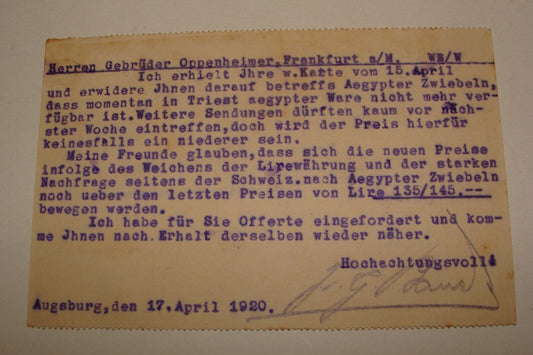 Herren Gebrüder Oppenheimer,Frankfurt a/M. WB/W
Ich erhielt Jhre w.Karte vom 15.April
und erwidere Jhnen darauf betreffs Aegypter Zwiebeln,
dass momentan in Triest aegypter Ware nicht mehr ver-
fügbar ist.Weitere Sendungen dürften kaum vor näch-
ster Woche eintreffen,doch wird der Preis hierfür
keinesfalls ein niederer sein.
Meine Freunde glauben,dass sich die neuen Preise
infolge des Weichens der Lirewährung und der starken
Nachfrage seitens der Schweiz.nach Aegypter Zwiebeln
noch ueber den letzten Preisen von Lire 135/145.--
bewegen werden.
Ich habe für Sie Offerte eingefordert und kom-
me Jhnen nach Erhalt derselben wieder näher.
Hochachtungsvoll
Augsburg,den 17.April 1920.